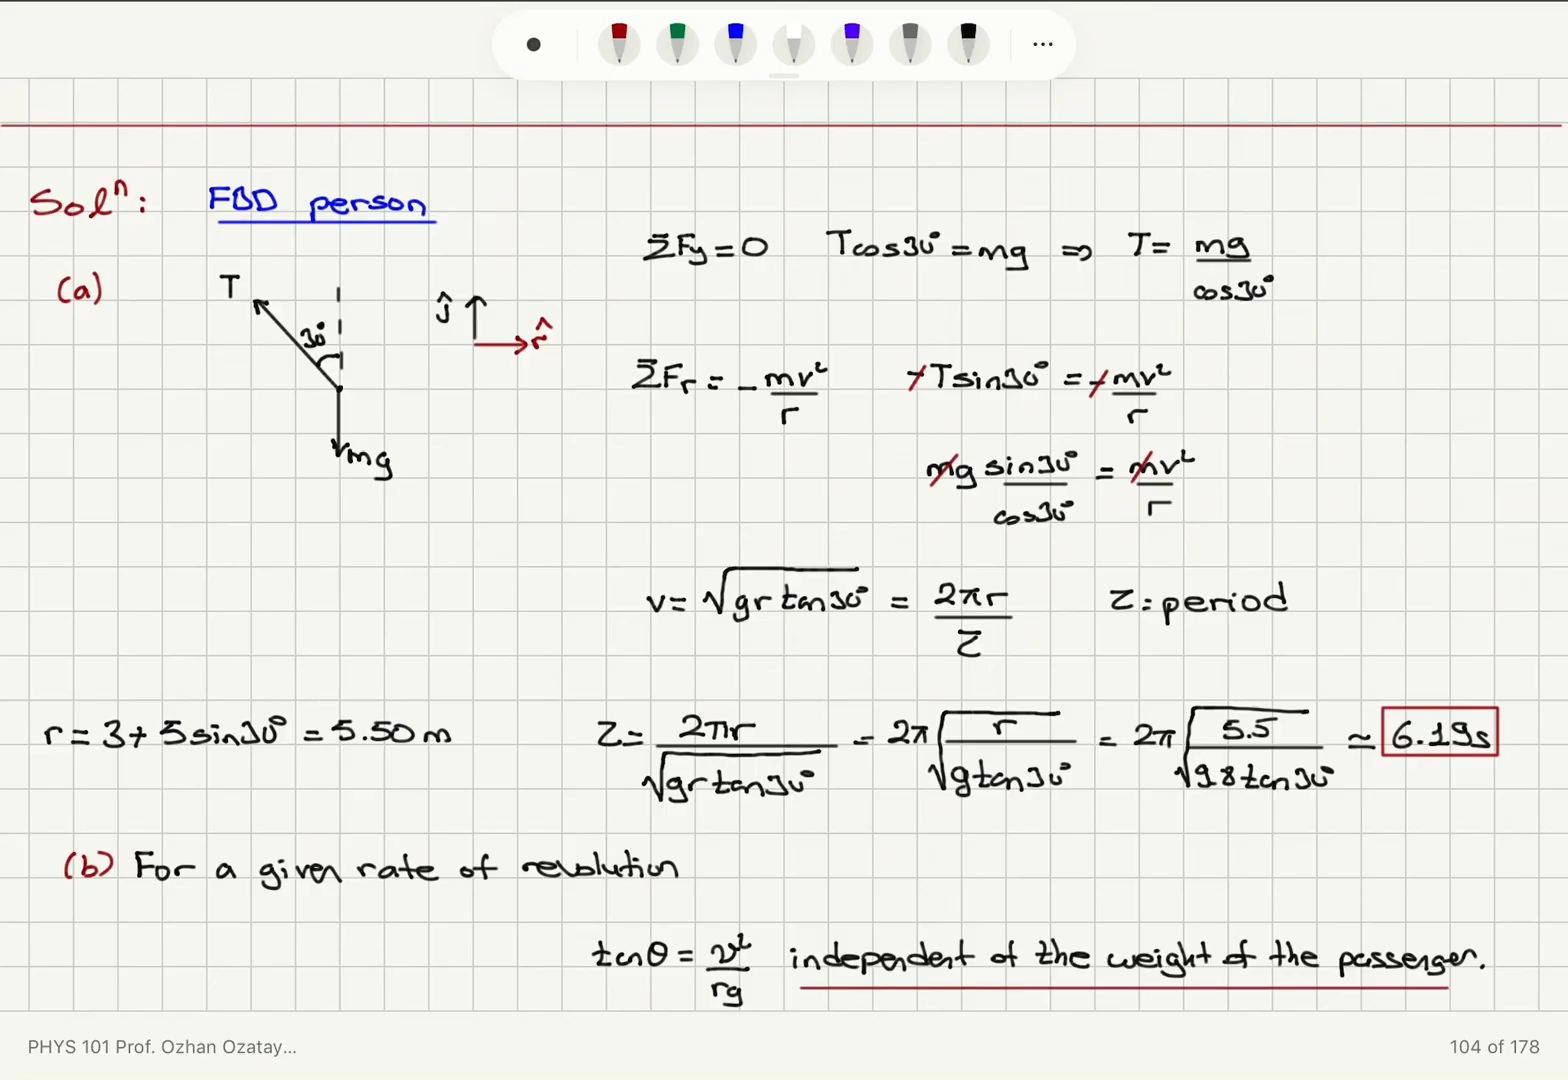 Solⁿ: FBD person
(a) T 30° mg ĵ r̂
ΣFy = 0 Tcos30° = mg ⇒ T = mg/cos30°
ΣFr = -mv²/r -Tsin30° = -mv²/r
mg sin30°/cos30° = mv²/r
v = √(gr tan30°) = 2πr/τ τ: period
r = 3 + 5sin30° = 5.50 m τ = 2πr/√(gr tan30°) = 2π√(r/(g tan30°)) = 2π√(5.5/(9.8 tan30°)) ≃ 6.19s
(b) For a given rate of revolution
tanθ = v²/rg independent of the weight of the passenger.
PHYS 101 Prof. Ozhan Ozatay... 104 of 178